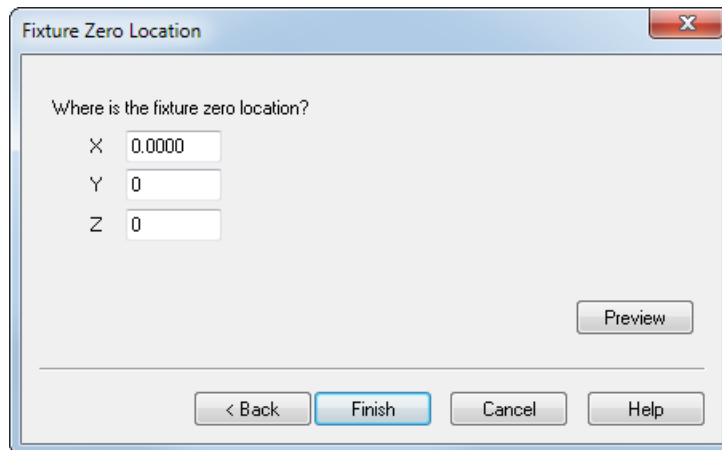 Fixture Zero Location
Where is the fixture zero location?
X 0.0000
Y 0
Z 0
Preview
< Back Finish Cancel Help